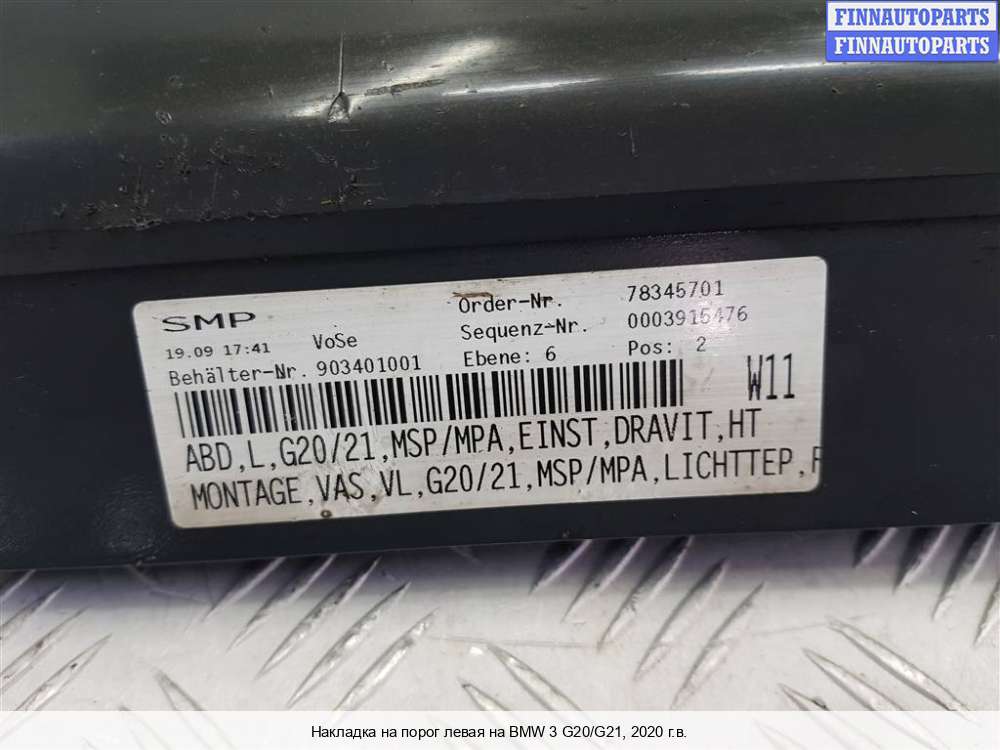 FINNAUTOPARTS
FINNAUTOPARTS
SMP
Order-Nr. 78345701
19.09 17:41 VoSe Sequenz-Nr. 0003915476
Behälter-Nr. 903401001 Ebene: 6 Pos: 2
W11
ABD,L,G20/21,MSP/MPA,EINST,DRAVIT,HT
MONTAGE,VAS,VL,G20/21,MSP/MPA,LICHTTEP,
Накладка на порог левая на BMW 3 G20/G21, 2020 г.в.